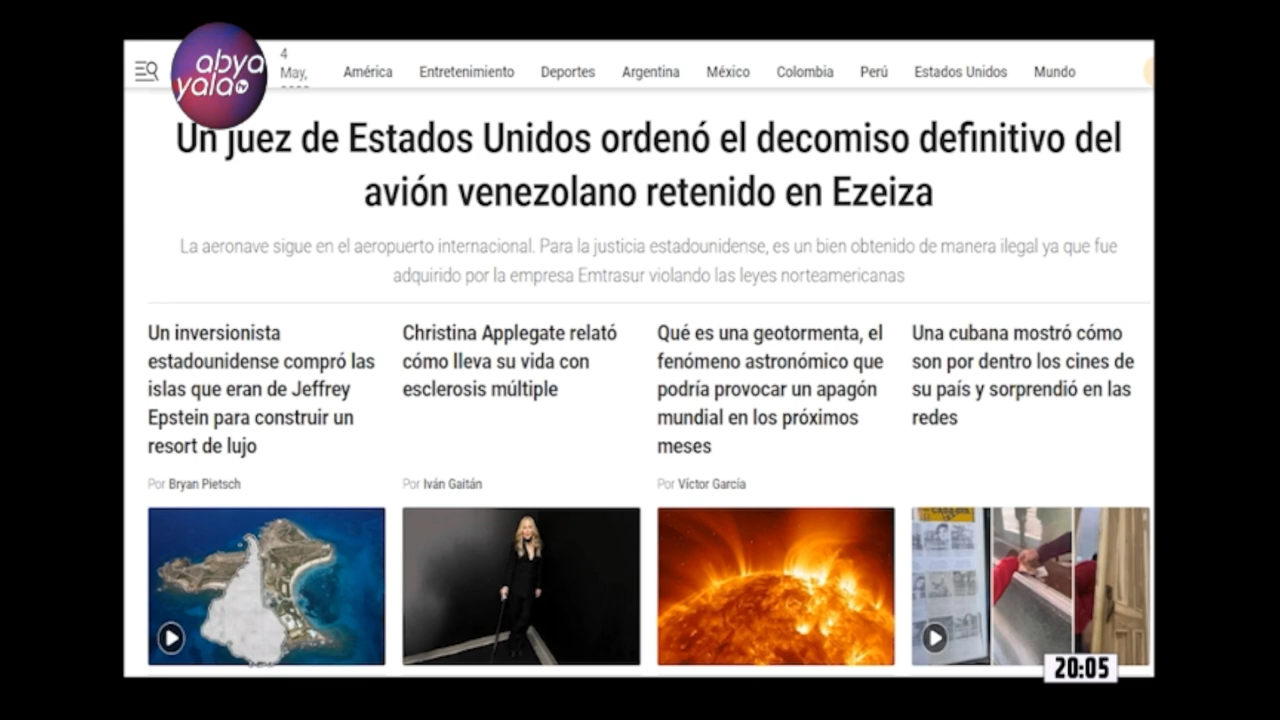 abya
yala tv
4
May,
América Entretenimiento Deportes Argentina México Colombia Perú Estados Unidos Mundo
Un juez de Estados Unidos ordenó el decomiso definitivo del
avión venezolano retenido en Ezeiza
La aeronave sigue en el aeropuerto internacional. Para la justicia estadounidense, es un bien obtenido de manera ilegal ya que fue
adquirido por la empresa Emtrasur violando las leyes norteamericanas
Un inversionista
estadounidense compró las
islas que eran de Jeffrey
Epstein para construir un
resort de lujo
Por Bryan Pietsch
Christina Applegate relató
cómo lleva su vida con
esclerosis múltiple
Por Iván Gaitán
Qué es una geotormenta, el
fenómeno astronómico que
podría provocar un apagón
mundial en los próximos
meses
Por Víctor García
Una cubana mostró cómo
son por dentro los cines de
su país y sorprendió en las
redes
20:05